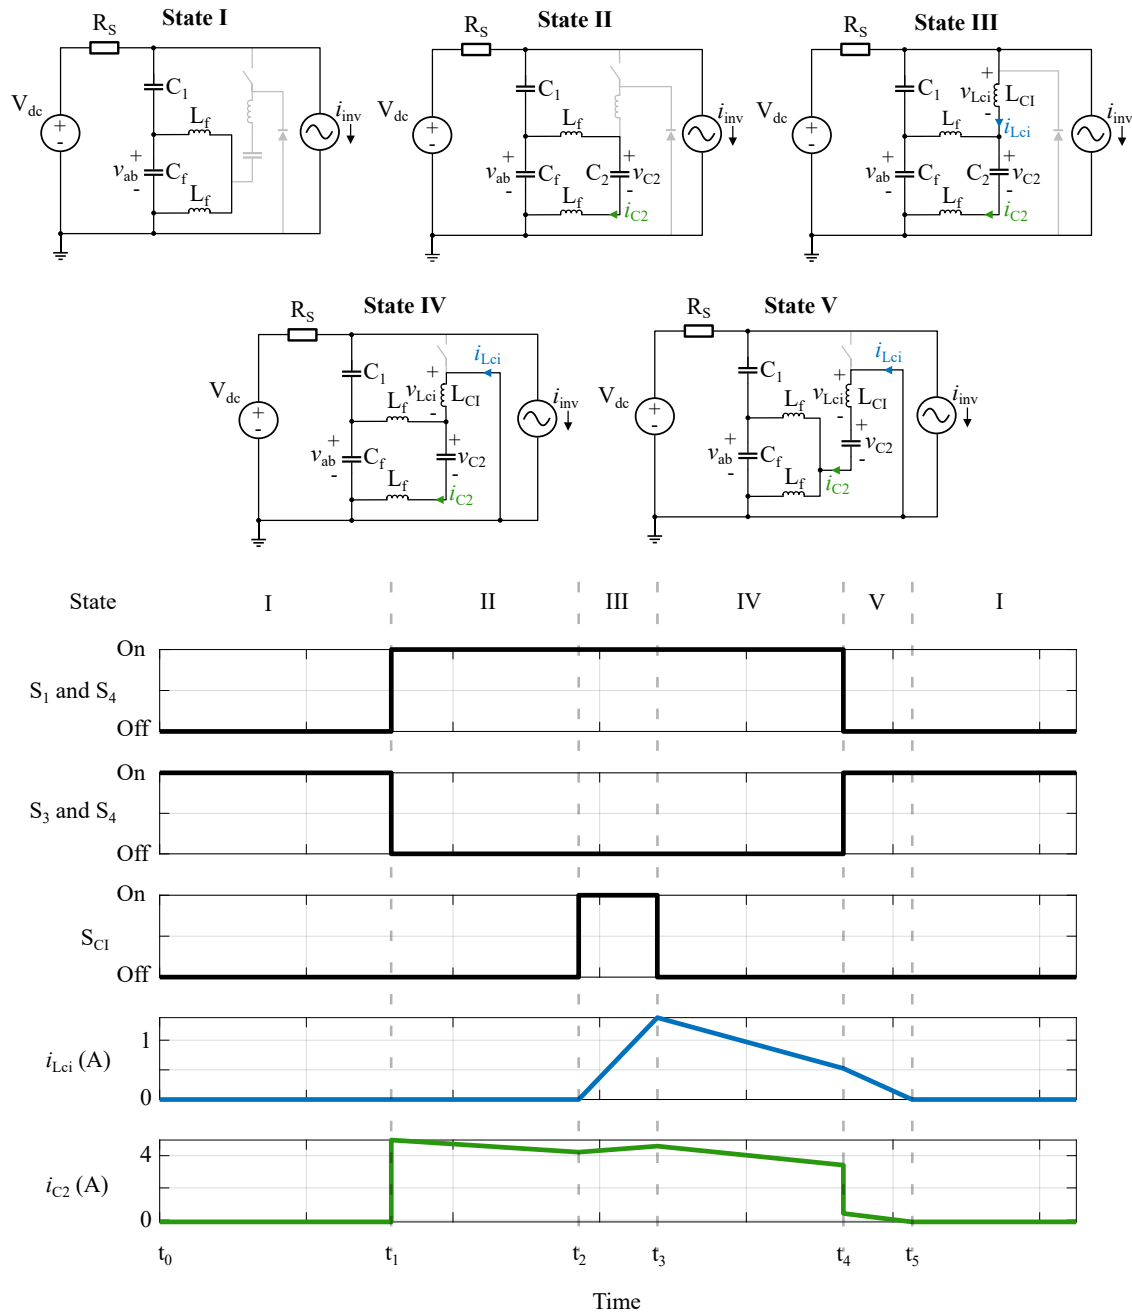 State I
R_S
V_dc
+
-
C_1
L_f
+
v_ab
-
C_f
L_f
i_inv
State II
R_S
V_dc
+
-
C_1
L_f
+
v_ab
-
C_f
C_2
+
v_C2
-
L_f
i_C2
i_inv
State III
R_S
V_dc
+
-
C_1
+
v_Lci
-
L_CI
i_Lci
L_f
+
v_ab
-
C_f
C_2
+
v_C2
-
L_f
i_C2
i_inv
State IV
R_S
V_dc
+
-
C_1
i_Lci
+
v_Lci
-
L_CI
L_f
+
v_ab
-
C_f
+
v_C2
-
L_f
i_C2
i_inv
State V
R_S
V_dc
+
-
C_1
i_Lci
+
v_Lci
-
L_CI
L_f
+
v_ab
-
C_f
+
v_C2
-
L_f
i_C2
i_inv
State I II III IV V I
On
S_1 and S_4
Off
On
S_3 and S_4
Off
On
S_CI
Off
1
i_Lci (A)
0
4
i_C2 (A)
0
t_0 t_1 t_2 t_3 t_4 t_5
Time